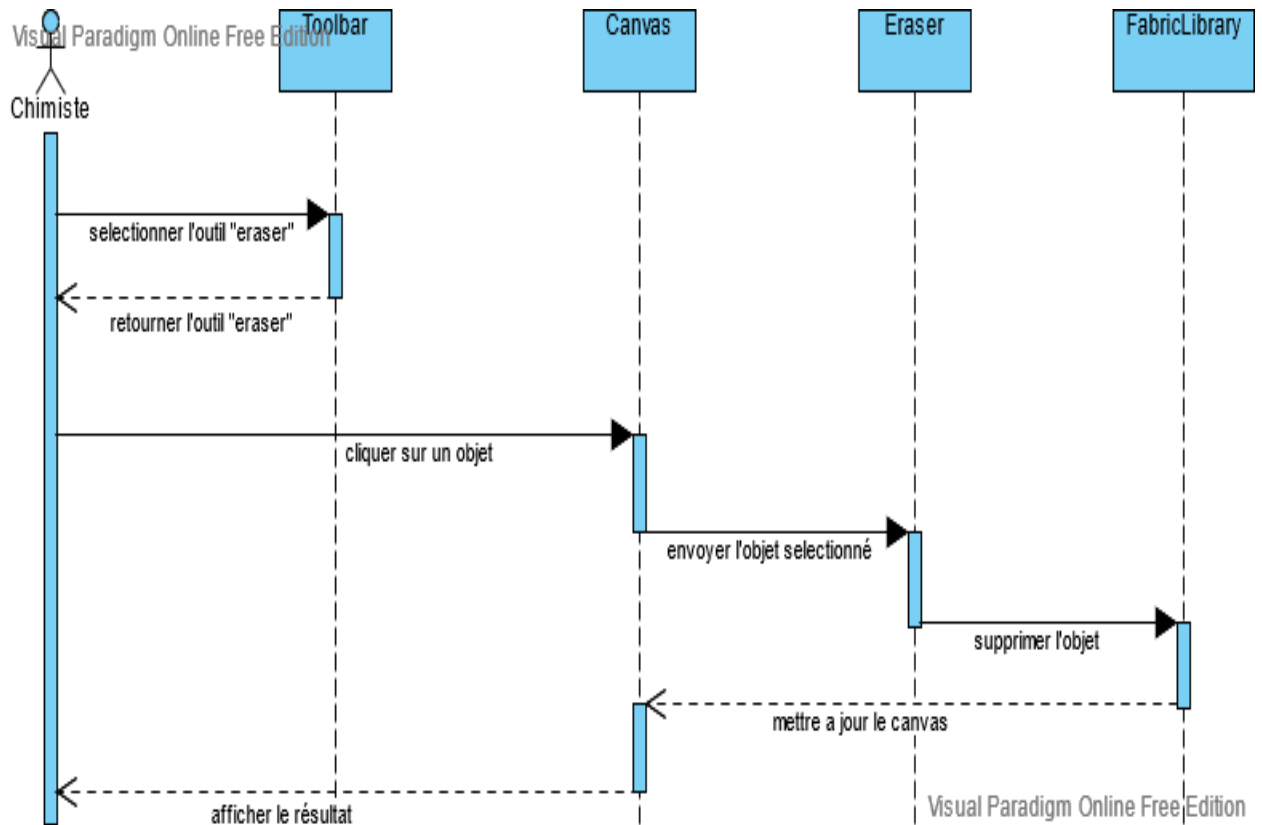 Visual Paradigm Online Free Edition
Toolbar
Canvas
Eraser
FabricLibrary
Chimiste
selectionner l'outil "eraser"
retourner l'outil "eraser"
cliquer sur un objet
envoyer l'objet selectionné
supprimer l'objet
mettre a jour le canvas
afficher le résultat
Visual Paradigm Online Free Edition